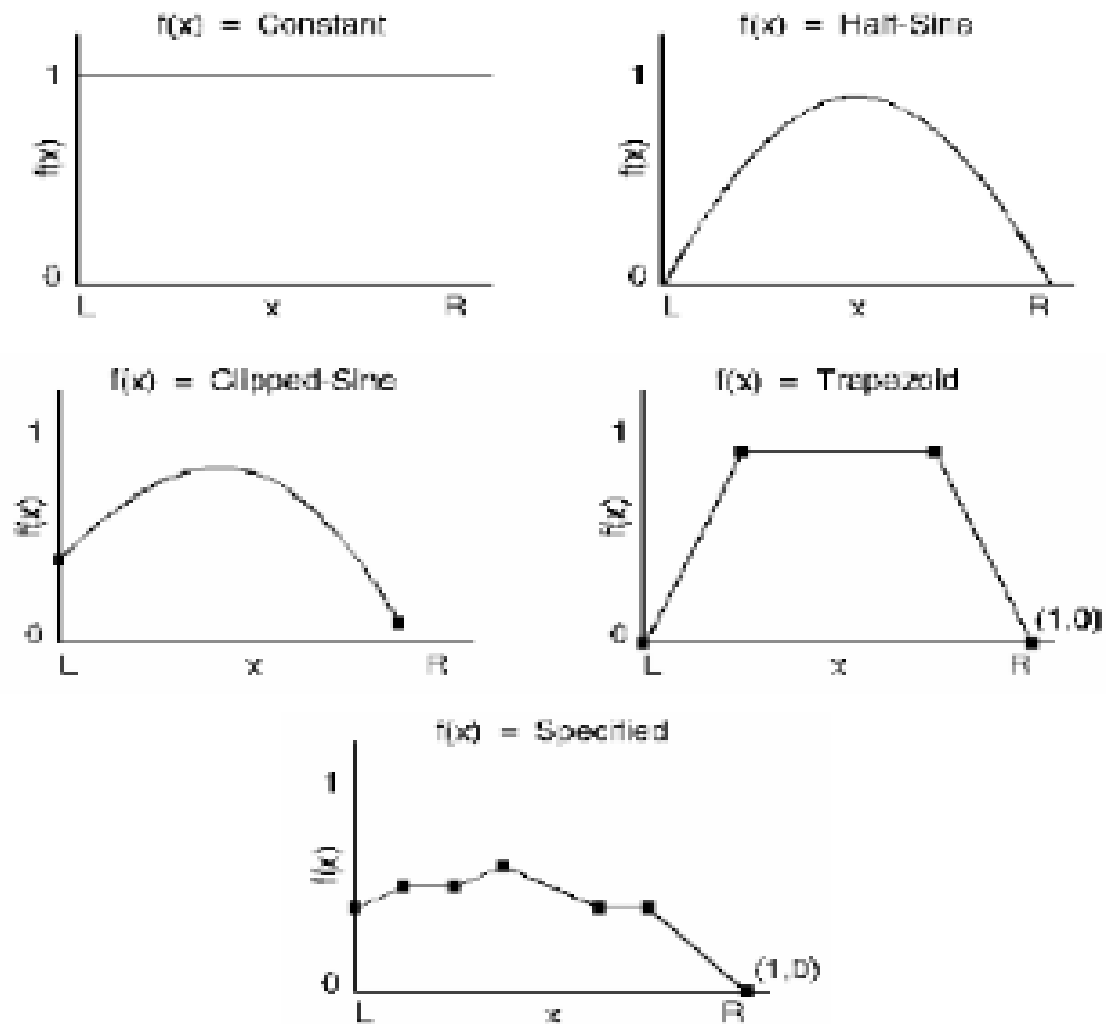 f(x) = Constant
1
f(x)
0
L x R
f(x) = Half-Sine
1
f(x)
0
L x R
f(x) = Clipped-Sine
1
f(x)
0
L x R
f(x) = Trapezoid
1
f(x)
0
(1,0)
L x R
f(x) = Specified
1
f(x)
0
(1,0)
L x R